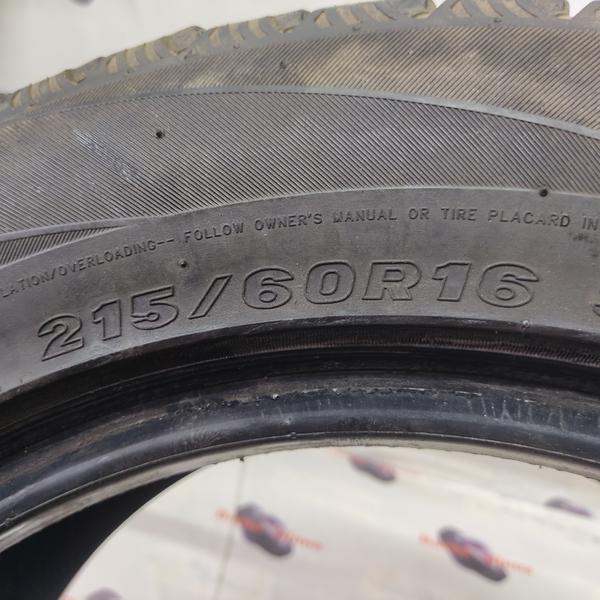 LATION/OVERLOADING-- FOLLOW OWNER'S MANUAL OR TIRE PLACARD IN
215/60R16